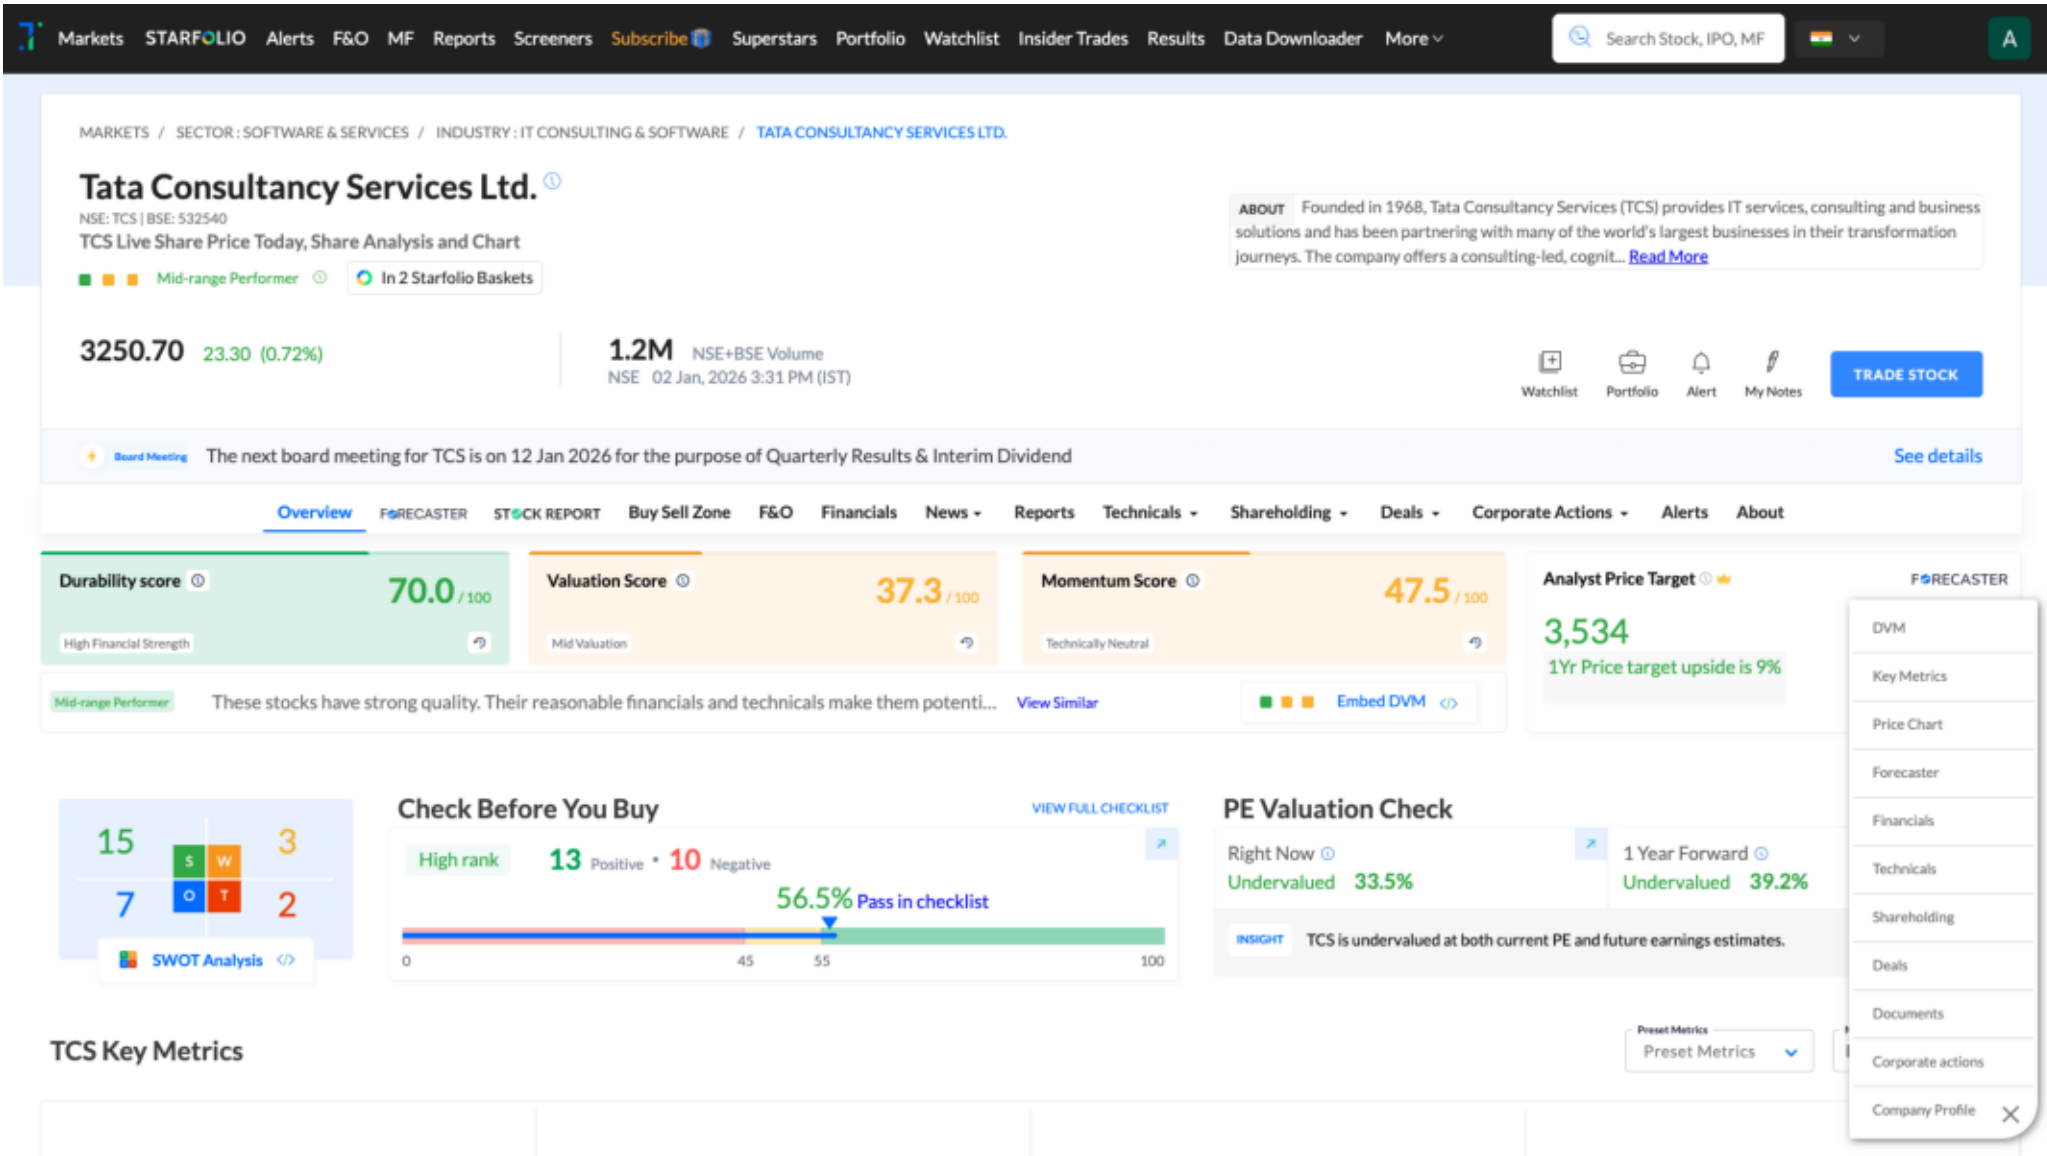 Markets STARFOLIO Alerts F&O MF Reports Screeners Subscribe Superstars Portfolio Watchlist Insider Trades Results Data Downloader More Search Stock, IPO, MF A
MARKETS / SECTOR : SOFTWARE & SERVICES / INDUSTRY : IT CONSULTING & SOFTWARE / TATA CONSULTANCY SERVICES LTD.
Tata Consultancy Services Ltd.
NSE: TCS | BSE: 532540
TCS Live Share Price Today, Share Analysis and Chart
Mid-range Performer In 2 Starfolio Baskets
ABOUT Founded in 1968, Tata Consultancy Services (TCS) provides IT services, consulting and business
solutions and has been partnering with many of the world's largest businesses in their transformation
journeys. The company offers a consulting-led, cognit... Read More
3250.70 23.30 (0.72%)
1.2M NSE+BSE Volume
NSE 02 Jan, 2026 3:31 PM (IST)
Watchlist Portfolio Alert My Notes TRADE STOCK
Board Meeting The next board meeting for TCS is on 12 Jan 2026 for the purpose of Quarterly Results & Interim Dividend See details
Overview FORECASTER STOCK REPORT Buy Sell Zone F&O Financials News Reports Technicals Shareholding Deals Corporate Actions Alerts About
Durability score 70.0 / 100
High Financial Strength
Valuation Score 37.3 / 100
Mid Valuation
Momentum Score 47.5 / 100
Technically Neutral
Analyst Price Target FORECASTER
3,534
1Yr Price target upside is 9%
Mid-range Performer These stocks have strong quality. Their reasonable financials and technicals make them potenti... View Similar Embed DVM </>
15 3
S W
7 O T 2
SWOT Analysis </>
Check Before You Buy VIEW FULL CHECKLIST
High rank 13 Positive • 10 Negative
56.5% Pass in checklist
0 45 55 100
PE Valuation Check
Right Now
Undervalued 33.5%
1 Year Forward
Undervalued 39.2%
INSIGHT TCS is undervalued at both current PE and future earnings estimates.
TCS Key Metrics
Preset Metrics
Preset Metrics
DVM
Key Metrics
Price Chart
Forecaster
Financials
Technicals
Shareholding
Deals
Documents
Corporate actions
Company Profile